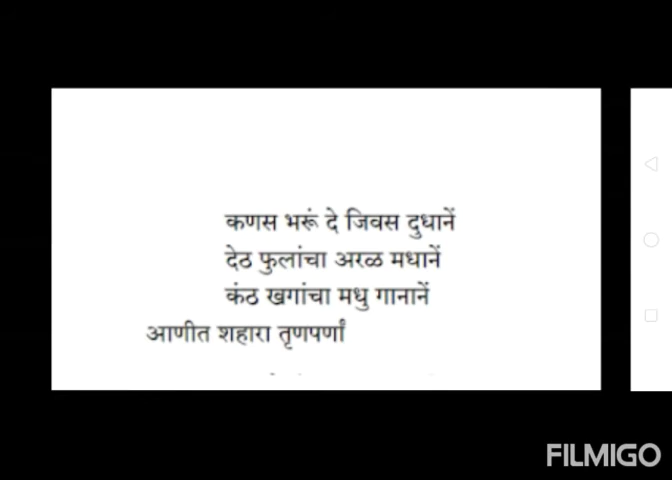 कणस भरूं दे जिवस दुधानें
देठ फुलांचा अरळ मधानें
कंठ खगांचा मधु गानानें
आणीत शहारा तृणपर्णां
FILMIGO